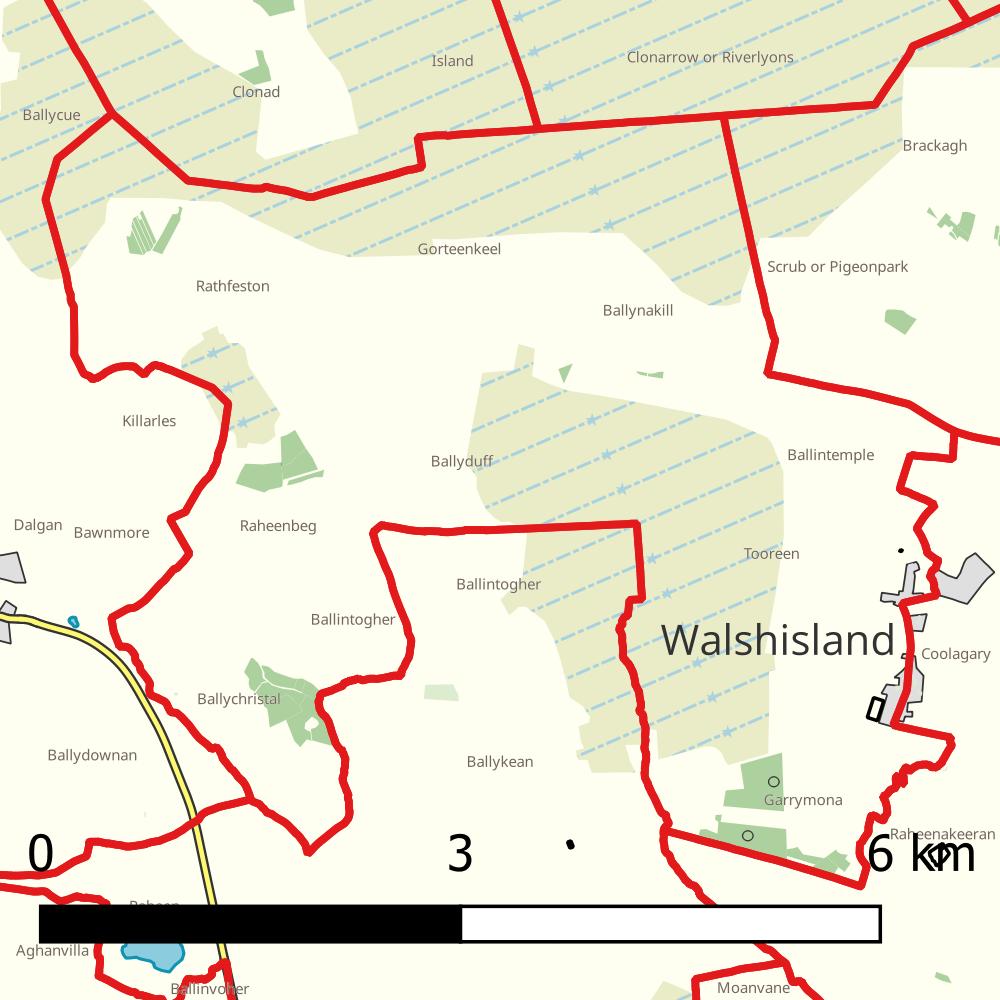 Island
Clonarrow or Riverlyons
Clonad
Ballycue
Brackagh
Gorteenkeel
Scrub or Pigeonpark
Rathfeston
Ballynakill
Killarles
Ballintemple
Ballyduff
Dalgan
Bawnmore
Raheenbeg
Tooreen
Ballintogher
Ballintogher
Walshisland
Coolagary
Ballychristal
Ballydownan
Ballykean
Garrymona
Raheenakeeran
0 3 6 km
Aghanvilla
Ballinvoher
Moanvane